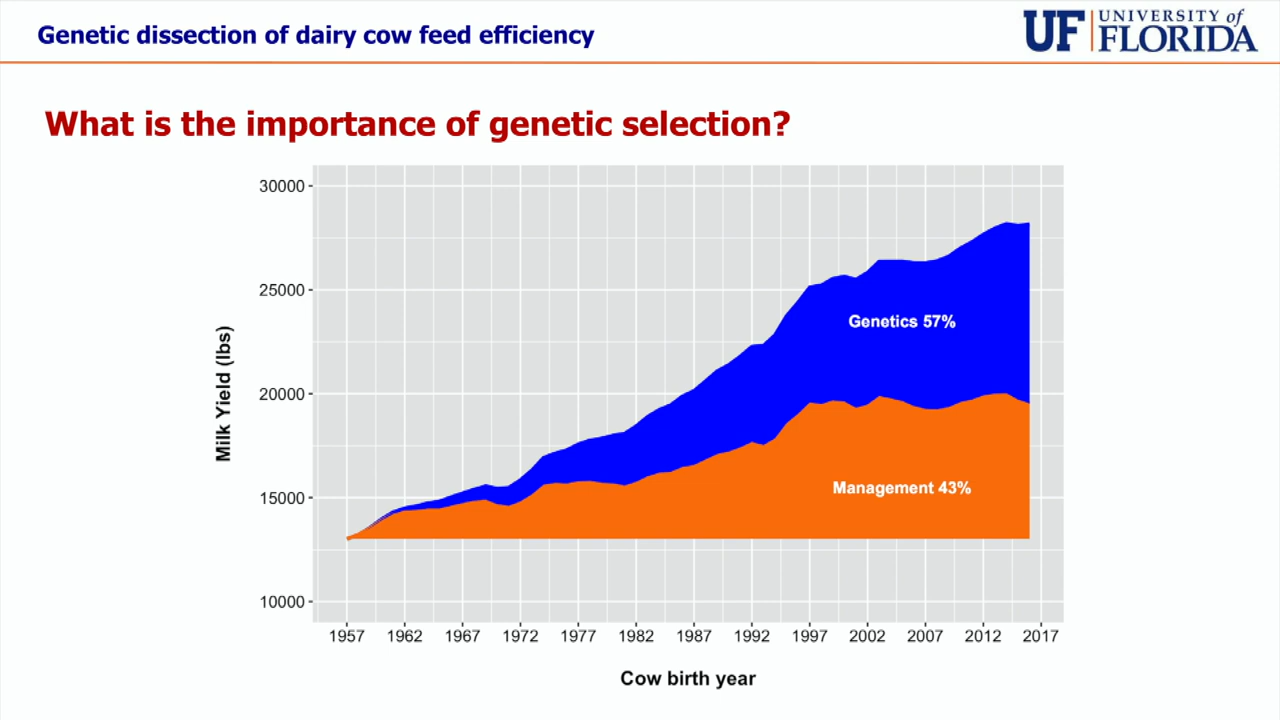 Genetic dissection of dairy cow feed efficiency
UF UNIVERSITY of
FLORIDA
What is the importance of genetic selection?
30000
25000
20000
15000
10000
Milk Yield (lbs)
Genetics 57%
Management 43%
1957 1962 1967 1972 1977 1982 1987 1992 1997 2002 2007 2012 2017
Cow birth year